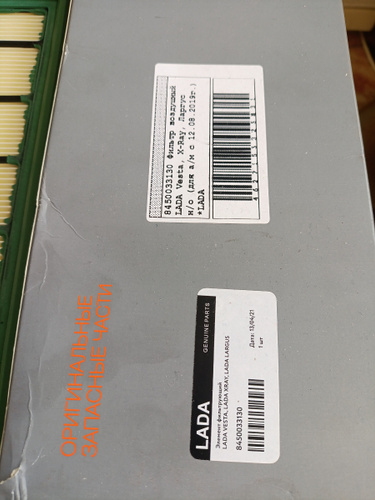 8450033130 Фильтр воздушный
LADA Vesta, X-Ray, Ларгус
н/о (для а/м с 12.08.2019г.)
*LADA
ОРИГИНАЛЬНЫЕ
ЗАПАСНЫЕ ЧАСТИ
LADA
GENUINE PARTS
Элемент фильтрующий
LADA VESTA, LADA XRAY, LADA LARGUS
8450033130
Дата: 13/04/21
1 шт